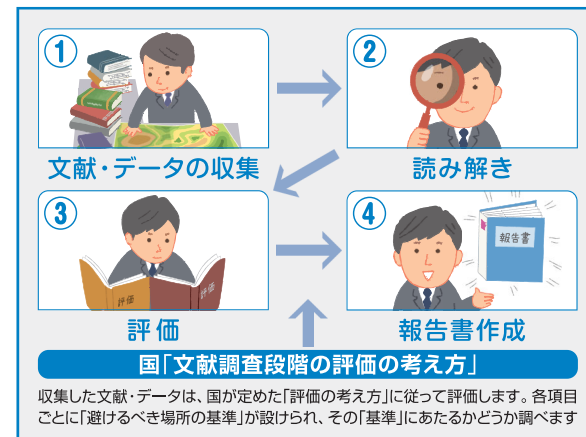 ①
②
文献・データの収集
読み解き
③
④
評価
評価
報告書
評価
報告書作成
国「文献調査段階の評価の考え方」
収集した文献・データは、国が定めた「評価の考え方」に従って評価します。各項目
ごとに「避けるべき場所の基準」が設けられ、その「基準」にあたるかどうか調べます